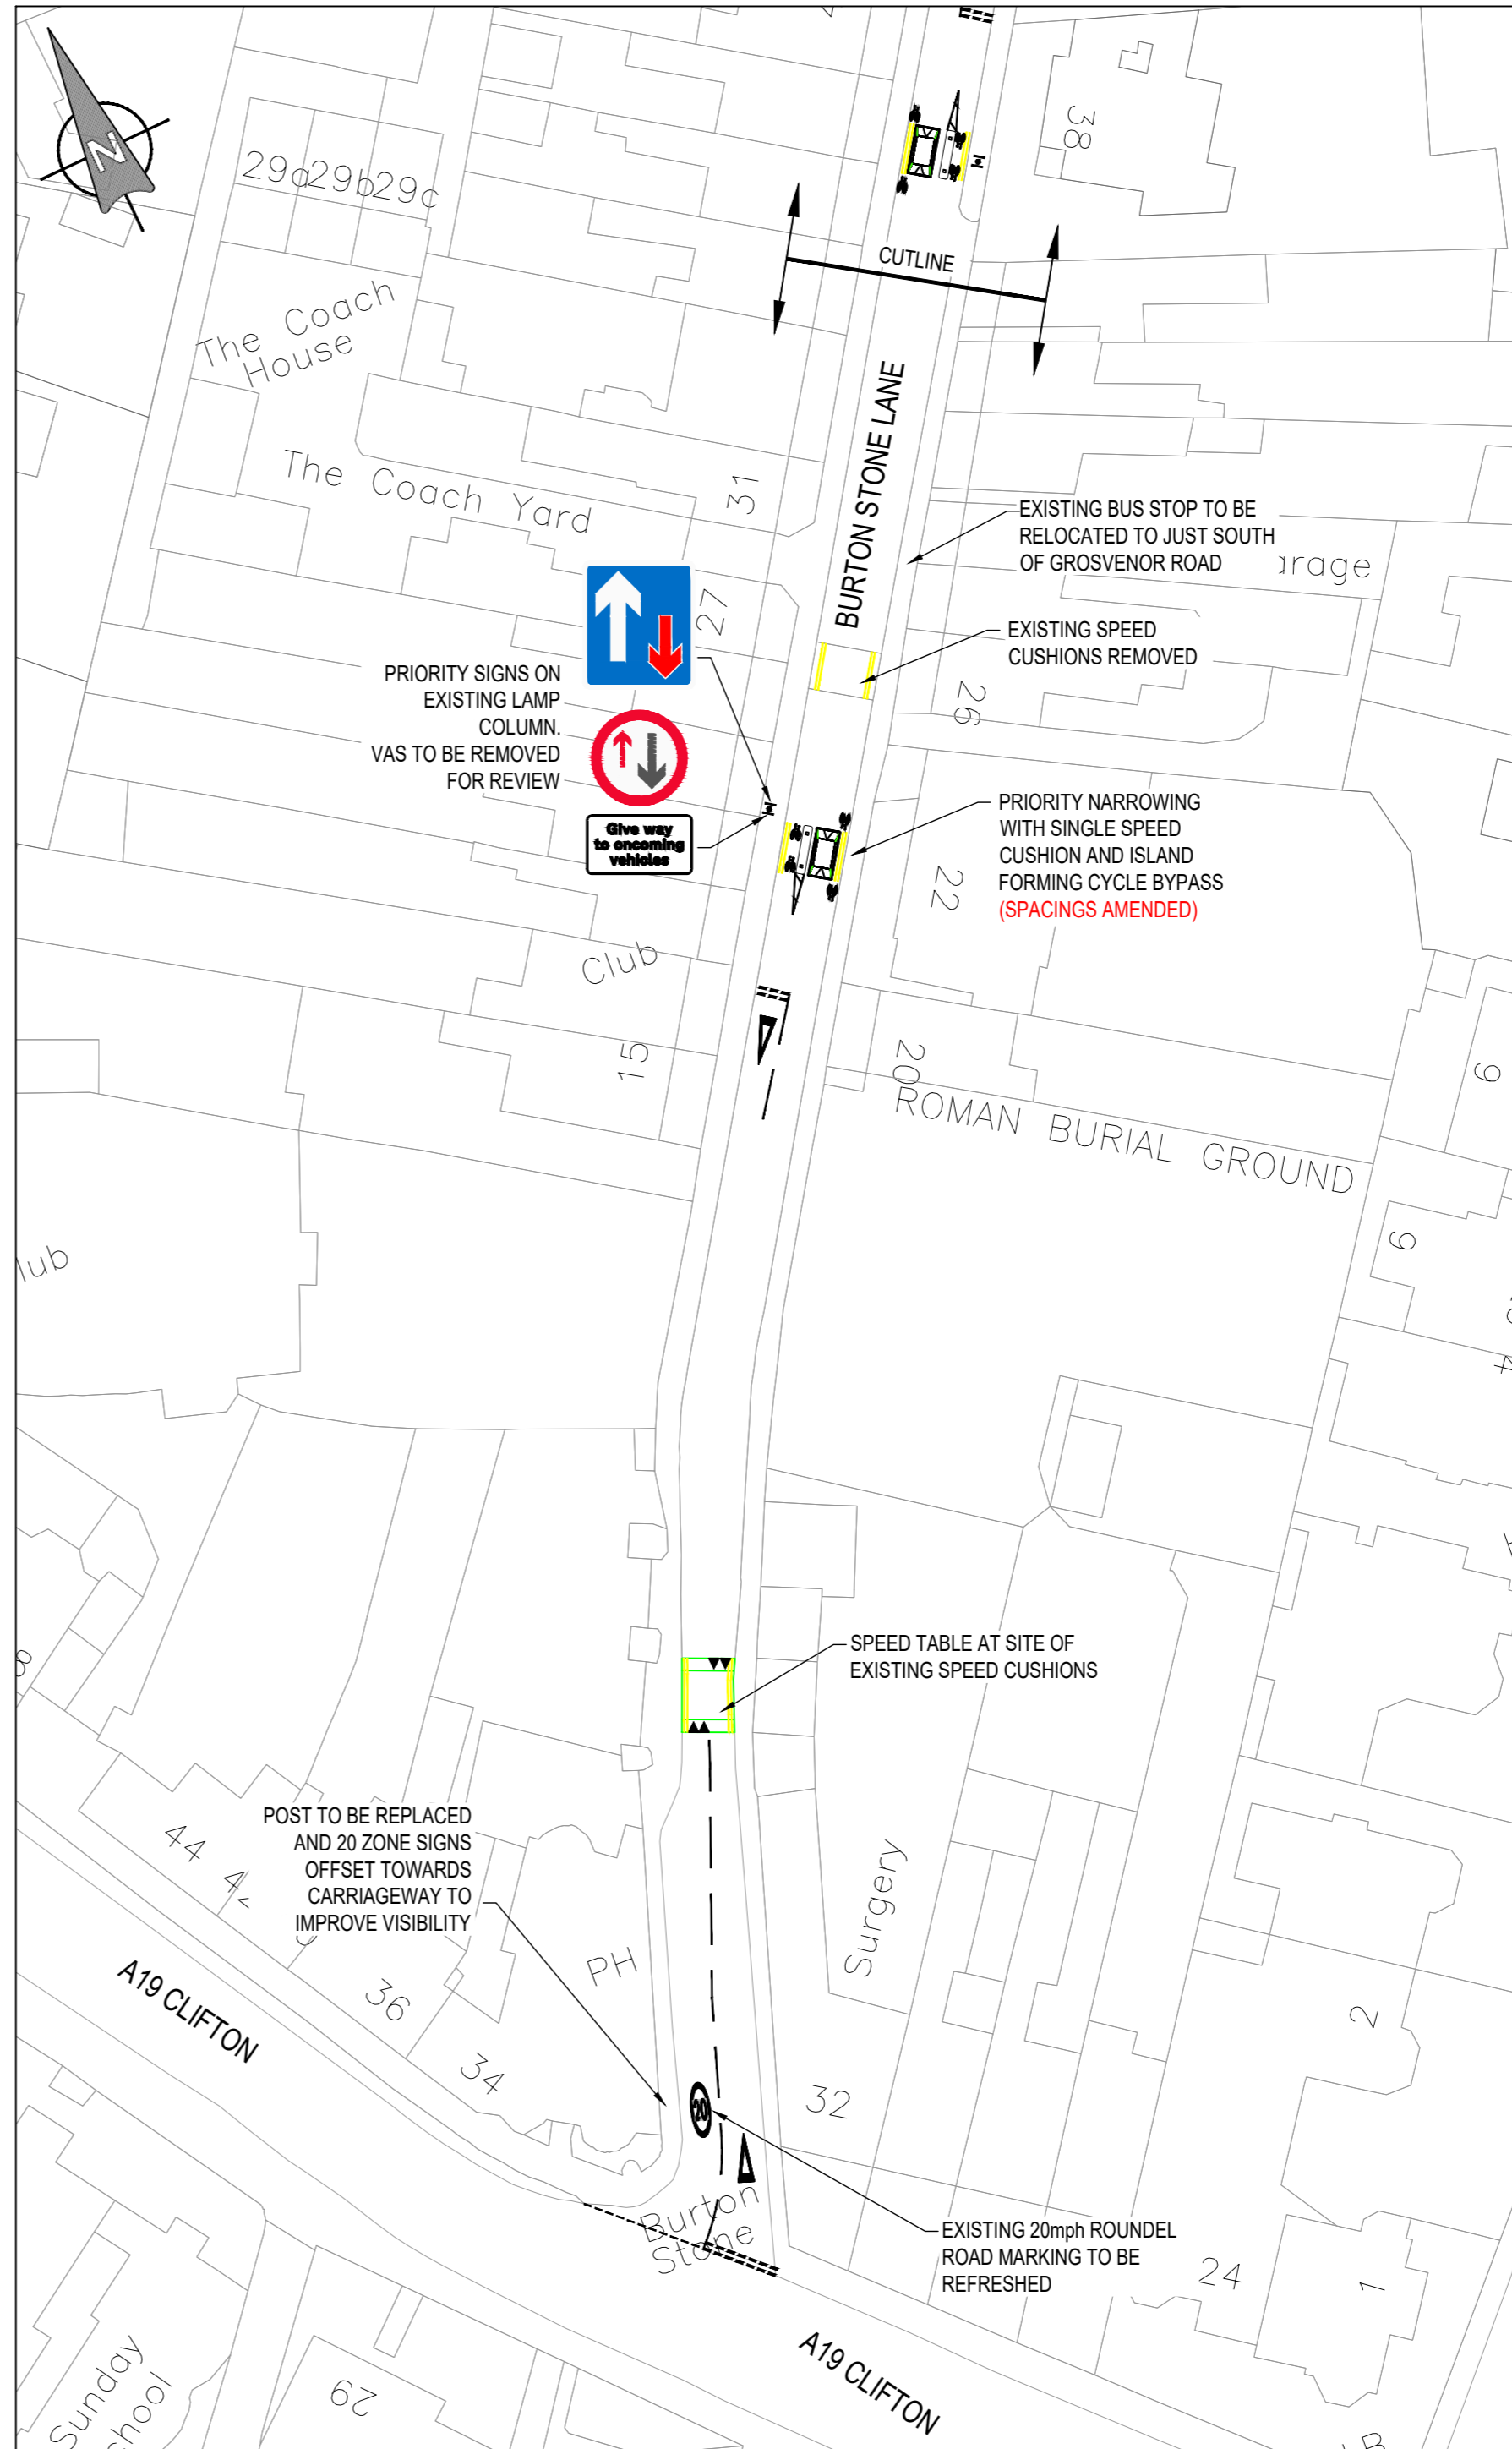 N
29a 29b 29c
38
CUTLINE
The Coach
House
BURTON STONE LANE
The Coach Yard
31
EXISTING BUS STOP TO BE
RELOCATED TO JUST SOUTH
OF GROSVENOR ROAD
arage
27
EXISTING SPEED
CUSHIONS REMOVED
26
PRIORITY SIGNS ON
EXISTING LAMP
COLUMN.
VAS TO BE REMOVED
FOR REVIEW
Give way
to oncoming
vehicles
PRIORITY NARROWING
WITH SINGLE SPEED
CUSHION AND ISLAND
FORMING CYCLE BYPASS
(SPACINGS AMENDED)
22
Club
15
20
ROMAN BURIAL GROUND
9
9
lub
4
SPEED TABLE AT SITE OF
EXISTING SPEED CUSHIONS
8
POST TO BE REPLACED
AND 20 ZONE SIGNS
OFFSET TOWARDS
CARRIAGEWAY TO
IMPROVE VISIBILITY
44
36
34
PH
Surgery
A19 CLIFTON
2
20
32
Burton
Stone
EXISTING 20mph ROUNDEL
ROAD MARKING TO BE
REFRESHED
24
1
A19 CLIFTON
29
Sunday
chool